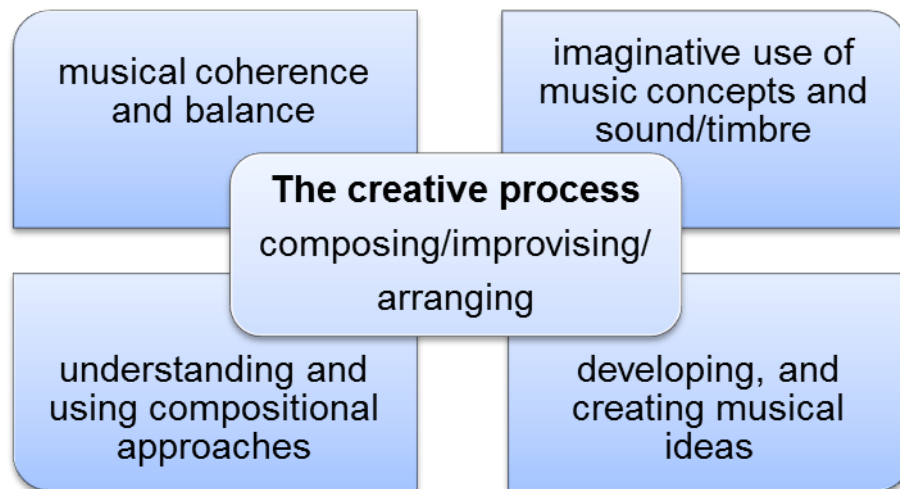 musical coherence
and balance
imaginative use of
music concepts and
sound/timbre
The creative process
composing/improvising/
arranging
understanding and
using compositional
approaches
developing, and
creating musical
ideas